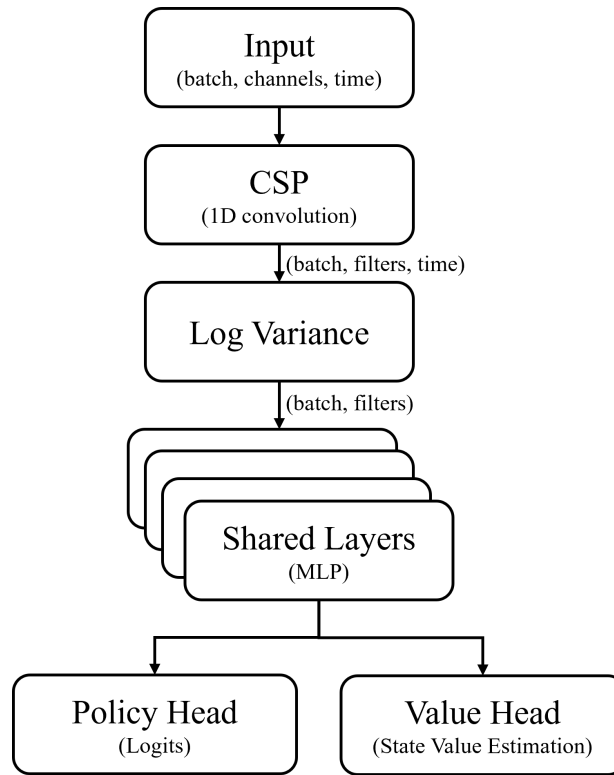 Input
(batch, channels, time)
CSP
(1D convolution)
(batch, filters, time)
Log Variance
(batch, filters)
Shared Layers
(MLP)
Policy Head
(Logits)
Value Head
(State Value Estimation)